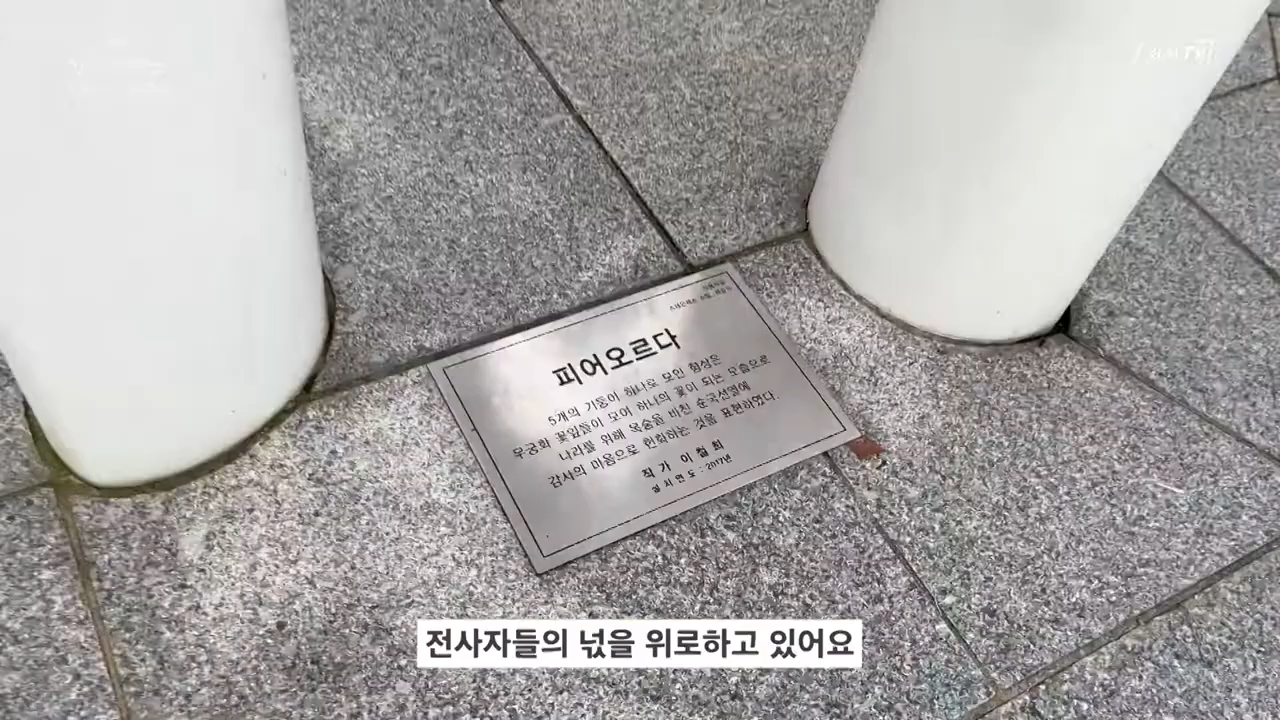 피어오르다
5개의 기둥이 하나로 모인 형상은
무궁화 꽃잎들이 모여 하나의 꽃이 되는 모습으로
나라를 위해 목숨을 바친 순국선열에
감사의 마음으로 헌화하는 것을 표현하였다.
작가 이철희
설치연도 : 2017년
전사자들의 넋을 위로하고 있어요